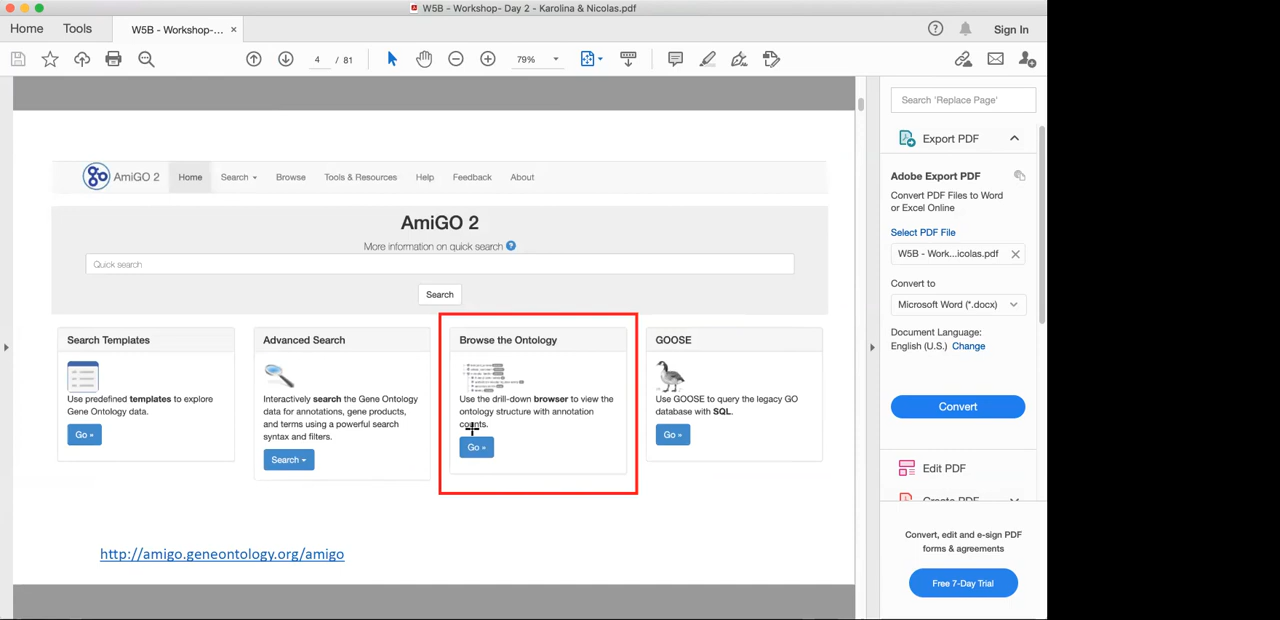 W5B - Workshop- Day 2 - Karolina & Nicolas.pdf
Home Tools W5B - Workshop-... × Sign In
4 / 81 79%
Search 'Replace Page'
Export PDF
Adobe Export PDF
Convert PDF Files to Word
or Excel Online
Select PDF File
W5B - Work...icolas.pdf
Convert to
Microsoft Word (*.docx)
Document Language:
English (U.S.) Change
Convert
Edit PDF
Create PDF
Convert, edit and e-sign PDF
forms & agreements
Free 7-Day Trial
AmiGO 2 Home Search Browse Tools & Resources Help Feedback About
AmiGO 2
More information on quick search ?
Quick search
Search
Search Templates
Use predefined templates to explore
Gene Ontology data.
Go »
Advanced Search
Interactively search the Gene Ontology
data for annotations, gene products,
and terms using a powerful search
syntax and filters.
Search
Browse the Ontology
Use the drill-down browser to view the
ontology structure with annotation
counts.
Go »
GOOSE
Use GOOSE to query the legacy GO
database with SQL.
Go »
http://amigo.geneontology.org/amigo